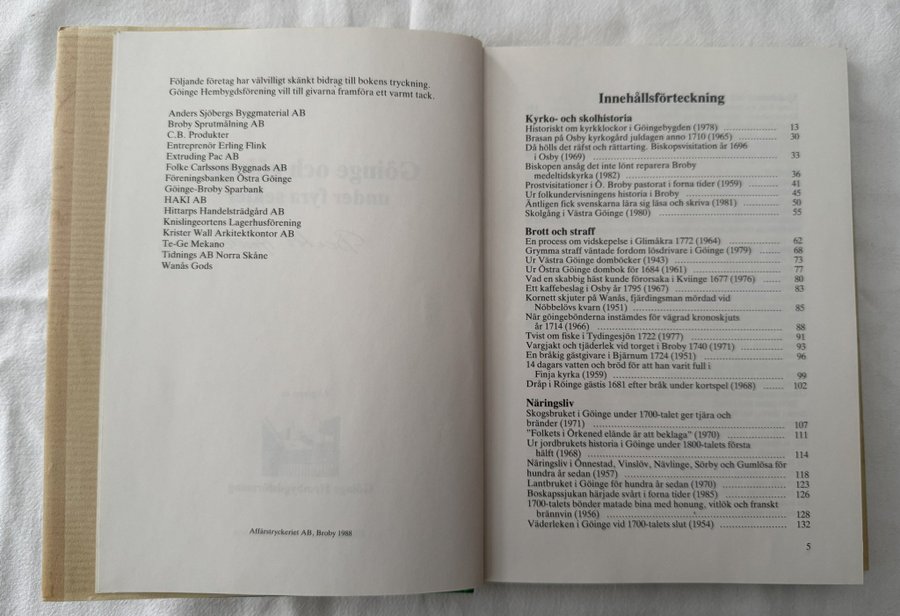 Följande företag har välvilligt skänkt bidrag till bokens tryckning.
Göinge Hembygdsförening vill till givarna framföra ett varmt tack.
Anders Sjöbergs Byggmaterial AB
Broby Sprutmålning AB
C.B. Produkter
Entreprenör Erling Flink
Extruding Pac AB
Folke Carlssons Byggnads AB
Föreningsbanken Östra Göinge
Göinge-Broby Sparbank
HAKI AB
Hittarps Handelsträdgård AB
Knislingeortens Lagerhusförening
Krister Wall Arkitektkontor AB
Te-Ge Mekano
Tidnings AB Norra Skåne
Wanås Gods
Affärstryckeriet AB, Broby 1988
Innehållsförteckning
Kyrko- och skolhistoria
Historiskt om kyrkklockor i Göingebygden (1978) 13
Brasan på Osby kyrkogård juldagen anno 1710 (1965) 30
Då hölls det räfst och rättarting. Biskopsvisitation år 1696
i Osby (1969) 33
Biskopen ansåg det inte lönt reparera Broby
medeltidskyrka (1982) 36
Prostvisitationer i Ö. Broby pastorat i forna tider (1959) 41
Ur folkundervisningens historia i Broby 45
Äntligen fick svenskarna lära sig läsa och skriva (1981) 50
Skolgång i Västra Göinge (1980) 55
Brott och straff
En process om vidskepelse i Glimåkra 1772 (1964) 62
Grymma straff väntade fordom lösdrivare i Göinge (1979) 68
Ur Västra Göinge domböcker (1943) 73
Ur Östra Göinge dombok för 1684 (1961) 77
Vad en skabbig häst kunde förorsaka i Kviinge 1677 (1976) 80
Ett kaffebeslag i Osby år 1795 (1967) 83
Kornett skjuter på Wanås, fjärdingsman mördad vid
Nöbbelövs kvarn (1951) 85
När göingebönderna instämdes för vägrad kronoskjuts
år 1714 (1966) 88
Tvist om fiske i Tydingesjön 1722 (1977) 91
Vargjakt och tjäderlek vid torget i Broby 1740 (1971) 93
En bråkig gästgivare i Bjärnum 1724 (1951) 96
14 dagars vatten och bröd för att han varit full i
Finja kyrka (1959) 99
Dråp i Röinge gästis 1681 efter bråk under kortspel (1968) 102
Näringsliv
Skogsbruket i Göinge under 1700-talet ger tjära och
bränder (1971) 107
"Folkets i Örkened elände är att beklaga" (1970) 111
Ur jordbrukets historia i Göinge under 1800-talets första
hälft (1968) 114
Näringsliv i Önnestad, Vinslöv, Nävlinge, Sörby och Gumlösa för
hundra år sedan (1957) 118
Lantbruket i Göinge för hundra år sedan (1970) 123
Boskapssjukan härjade svårt i forna tider (1985) 126
1700-talets bönder matade bina med honung, vitlök och franskt
brännvin (1956) 128
Väderleken i Göinge vid 1700-talets slut (1954) 132
5